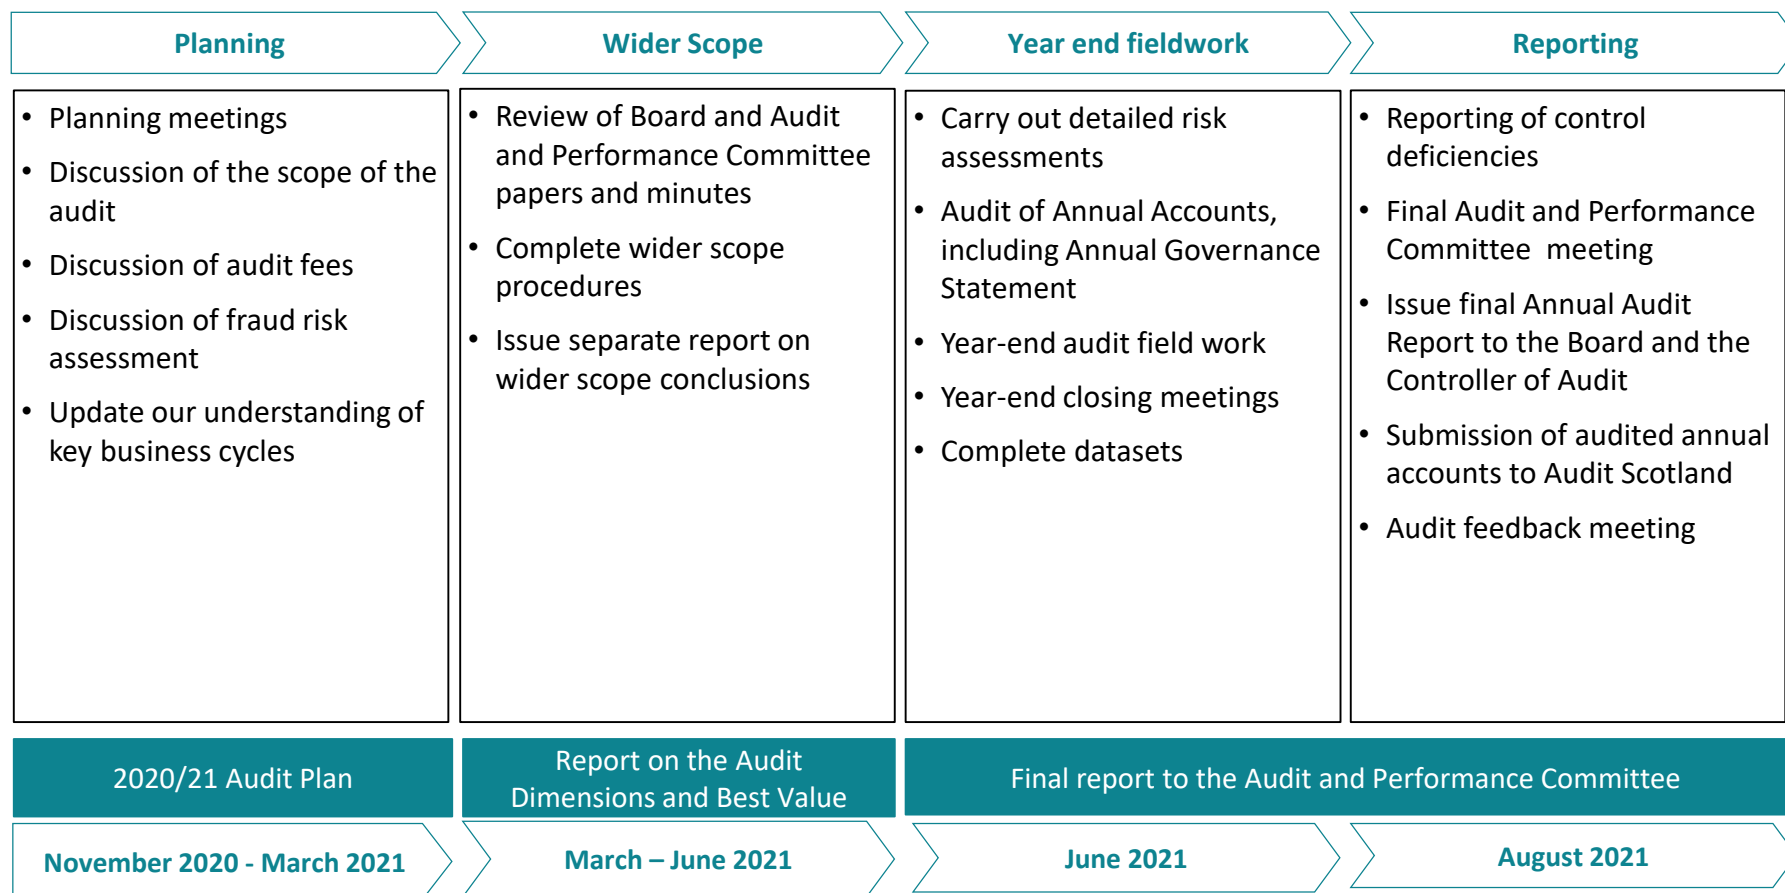 Planning
Wider Scope
Year end fieldwork
Reporting
• Planning meetings
• Discussion of the scope of the
audit
• Discussion of audit fees
• Discussion of fraud risk
assessment
• Update our understanding of
key business cycles
• Review of Board and Audit
and Performance Committee
papers and minutes
• Complete wider scope
procedures
• Issue separate report on
wider scope conclusions
• Carry out detailed risk
assessments
• Audit of Annual Accounts,
including Annual Governance
Statement
• Year-end audit field work
• Year-end closing meetings
• Complete datasets
• Reporting of control
deficiencies
• Final Audit and Performance
Committee meeting
• Issue final Annual Audit
Report to the Board and the
Controller of Audit
• Submission of audited annual
accounts to Audit Scotland
• Audit feedback meeting
2020/21 Audit Plan
Report on the Audit
Dimensions and Best Value
Final report to the Audit and Performance Committee
November 2020 - March 2021
March – June 2021
June 2021
August 2021